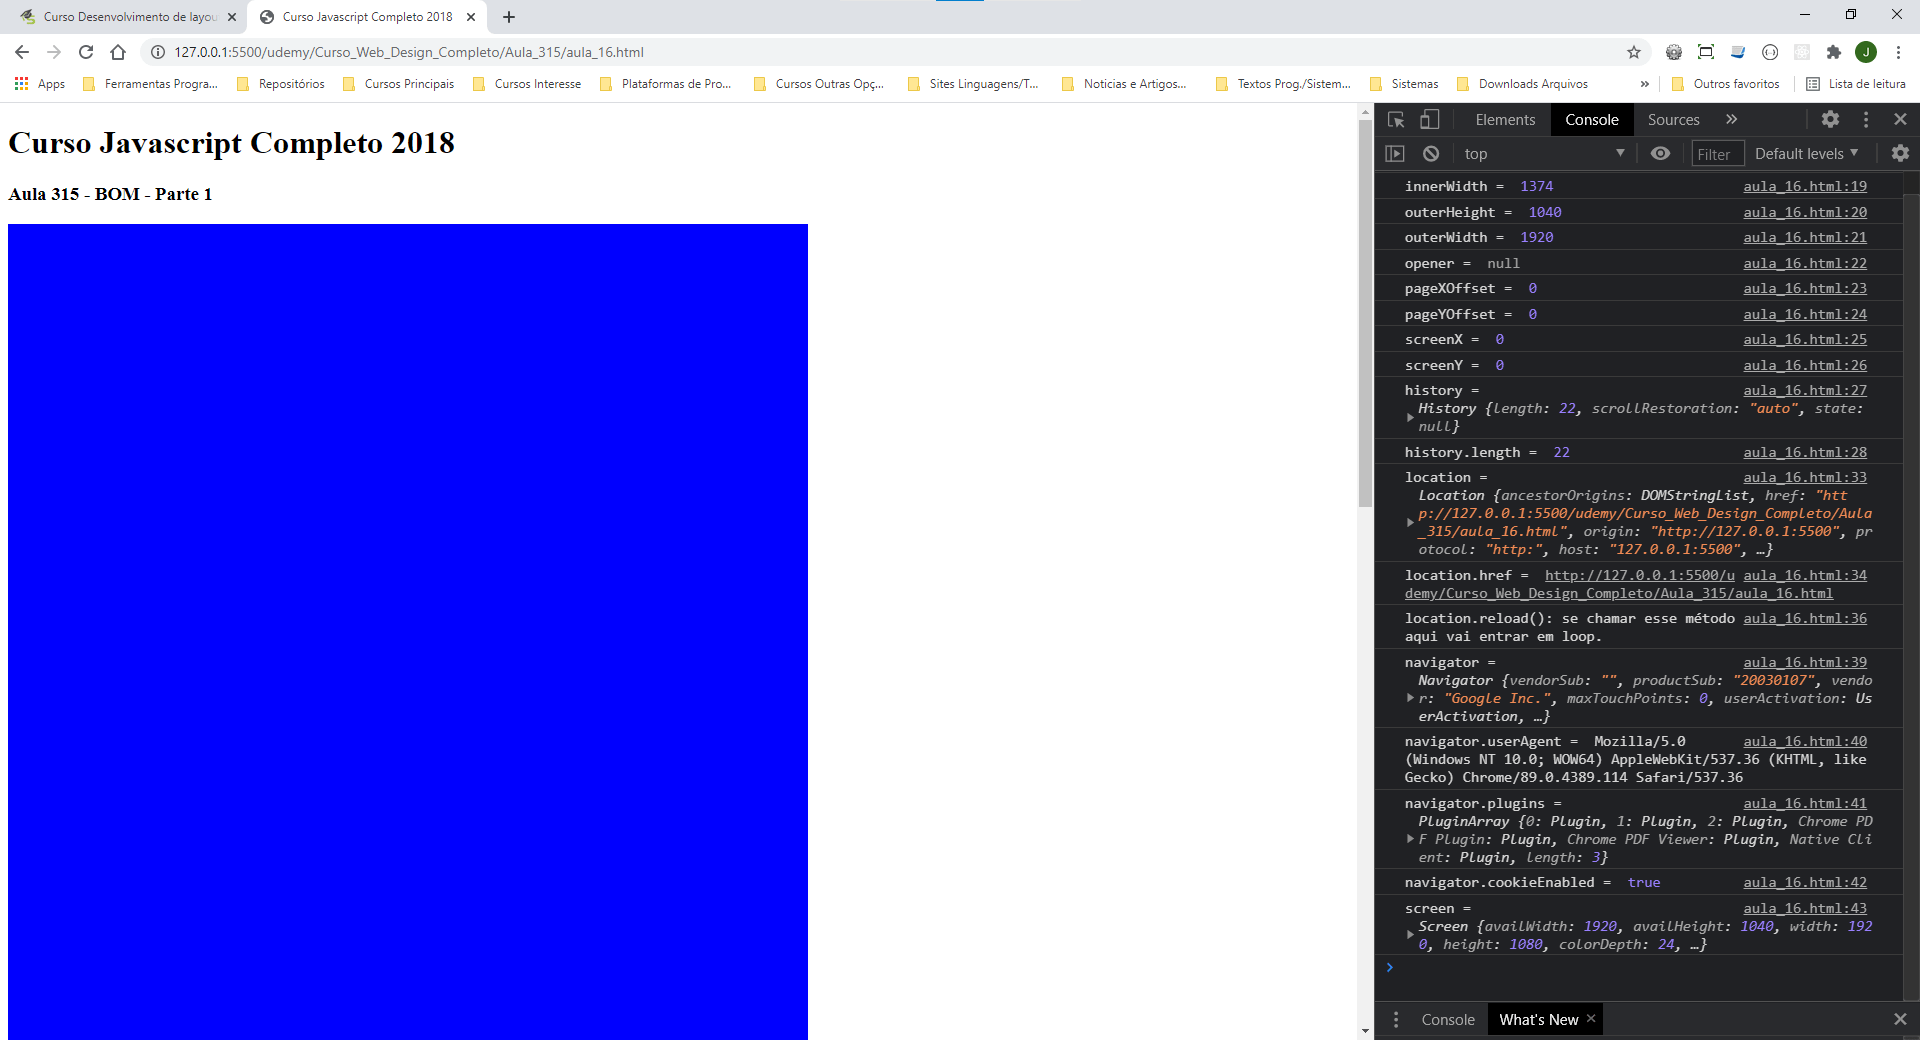 Curso Desenvolvimento de layou
Curso Javascript Completo 2018
127.0.0.1:5500/udemy/Curso_Web_Design_Completo/Aula_315/aula_16.html
J
Apps
Ferramentas Progra...
Repositórios
Cursos Principais
Cursos Interesse
Plataformas de Pro...
Cursos Outras Opç...
Sites Linguagens/T...
Noticias e Artigos...
Textos Prog./Sistem...
Sistemas
Downloads Arquivos
»
Outros favoritos
Lista de leitura
Curso Javascript Completo 2018
Aula 315 - BOM - Parte 1
Elements
Console
Sources
»
top
Filter
Default levels
innerWidth = 1374 aula_16.html:19
outerHeight = 1040 aula_16.html:20
outerWidth = 1920 aula_16.html:21
opener = null aula_16.html:22
pageXOffset = 0 aula_16.html:23
pageYOffset = 0 aula_16.html:24
screenX = 0 aula_16.html:25
screenY = 0 aula_16.html:26
history = aula_16.html:27
History {length: 22, scrollRestoration: "auto", state:
null}
history.length = 22 aula_16.html:28
location = aula_16.html:33
Location {ancestorOrigins: DOMStringList, href: "htt
p://127.0.0.1:5500/udemy/Curso_Web_Design_Completo/Aula
_315/aula_16.html", origin: "http://127.0.0.1:5500", pr
otocol: "http:", host: "127.0.0.1:5500", …}
location.href = http://127.0.0.1:5500/u aula_16.html:34
demy/Curso_Web_Design_Completo/Aula_315/aula_16.html
location.reload(): se chamar esse método aula_16.html:36
aqui vai entrar em loop.
navigator = aula_16.html:39
Navigator {vendorSub: "", productSub: "20030107", vendo
r: "Google Inc.", maxTouchPoints: 0, userActivation: Us
erActivation, …}
navigator.userAgent = Mozilla/5.0 aula_16.html:40
(Windows NT 10.0; WOW64) AppleWebKit/537.36 (KHTML, like
Gecko) Chrome/89.0.4389.114 Safari/537.36
navigator.plugins = aula_16.html:41
PluginArray {0: Plugin, 1: Plugin, 2: Plugin, Chrome PD
F Plugin: Plugin, Chrome PDF Viewer: Plugin, Native Cli
ent: Plugin, length: 3}
navigator.cookieEnabled = true aula_16.html:42
screen = aula_16.html:43
Screen {availWidth: 1920, availHeight: 1040, width: 192
0, height: 1080, colorDepth: 24, …}
Console
What's New